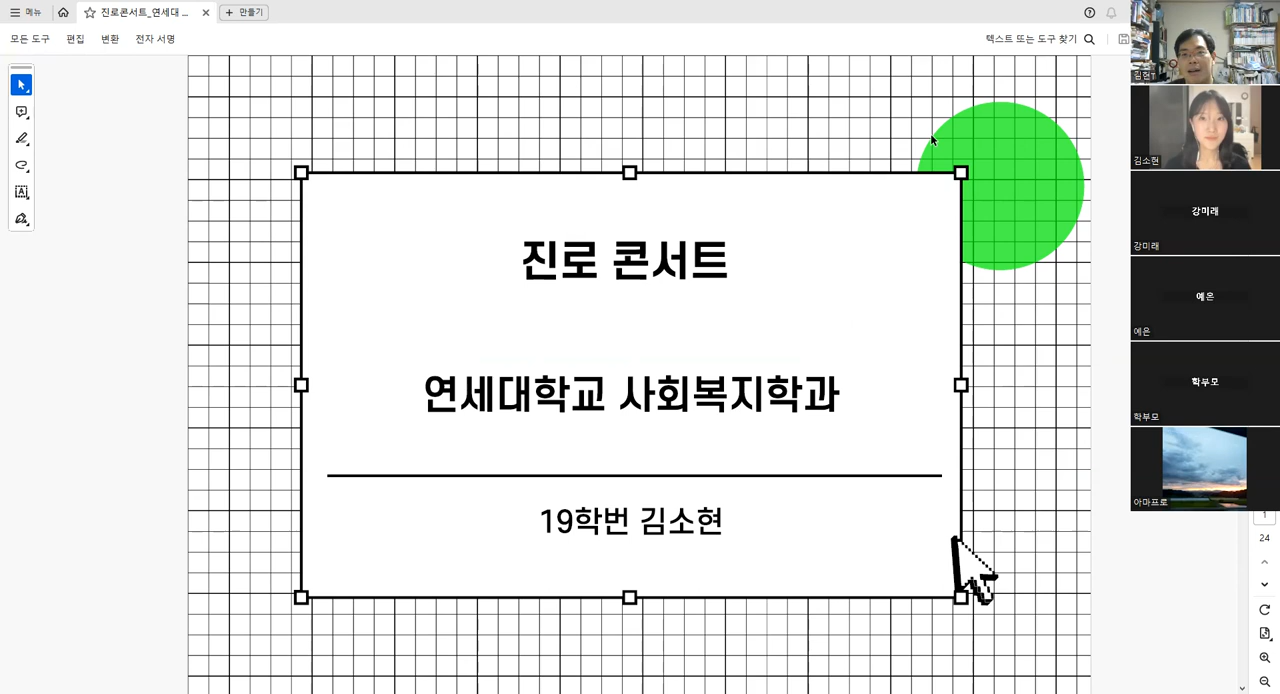 메뉴
진로콘서트_연세대 ...
만들기
모든 도구
편집
변환
전자 서명
텍스트 또는 도구 찾기
진로 콘서트
연세대학교 사회복지학과
19학번 김소현
김현T
김소현
강미래
강미래
예은
예은
학부모
학부모
아마프로
1
24